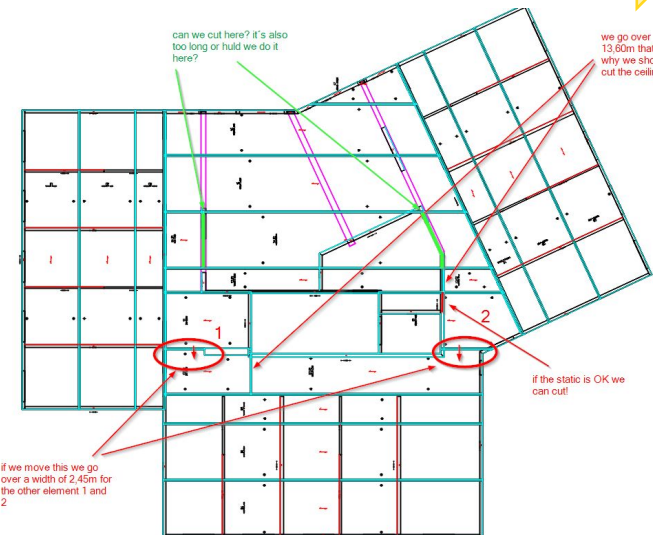 can we cut here? it´s also
too long or huld we do it
here?
we go over
13,60m that
why we sho
cut the ceilin
1
2
if the static is OK we
can cut!
if we move this we go
over a width of 2,45m for
the other element 1 and
2